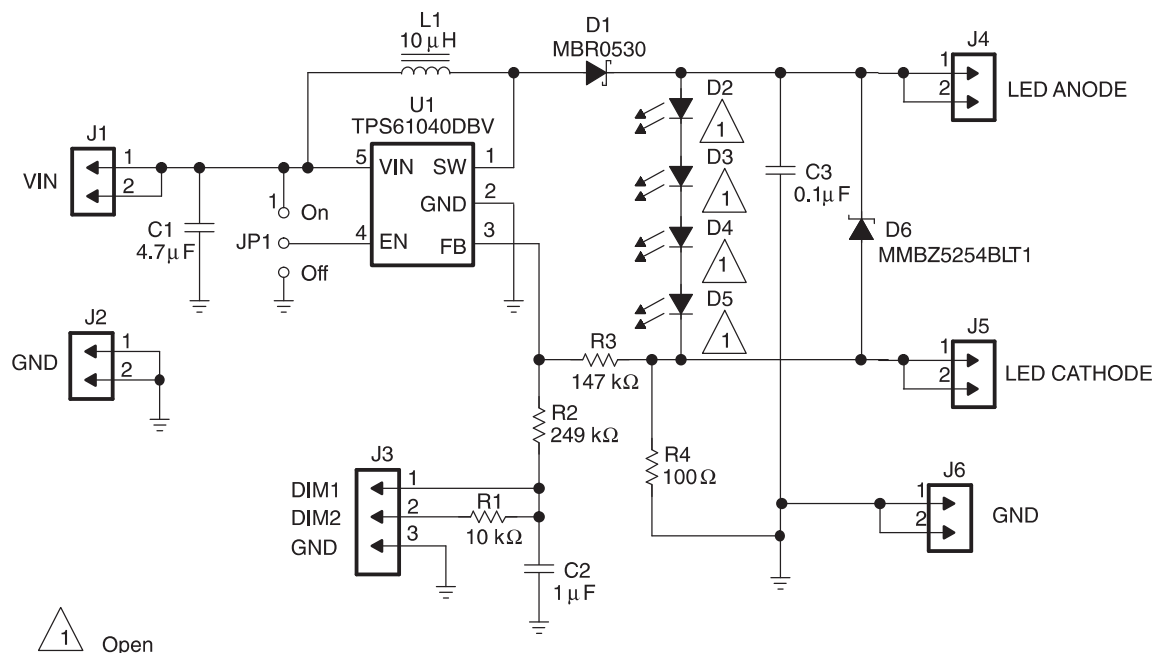 L1
10 µH
D1
MBR0530
J4
1
2
LED ANODE
U1
TPS61040DBV
J1
VIN
1
2
5
VIN
SW
1
GND
2
4
EN
FB
3
C1
4.7 µF
1
On
JP1
Off
D2
1
D3
1
D4
1
D5
1
C3
0.1 µF
D6
MMBZ5254BLT1
J2
GND
1
2
J5
1
2
LED CATHODE
R3
147 kΩ
R2
249 kΩ
R4
100 Ω
J3
DIM1
1
DIM2
2
GND
3
R1
10 kΩ
C2
1 µF
J6
1
2
GND
1 Open